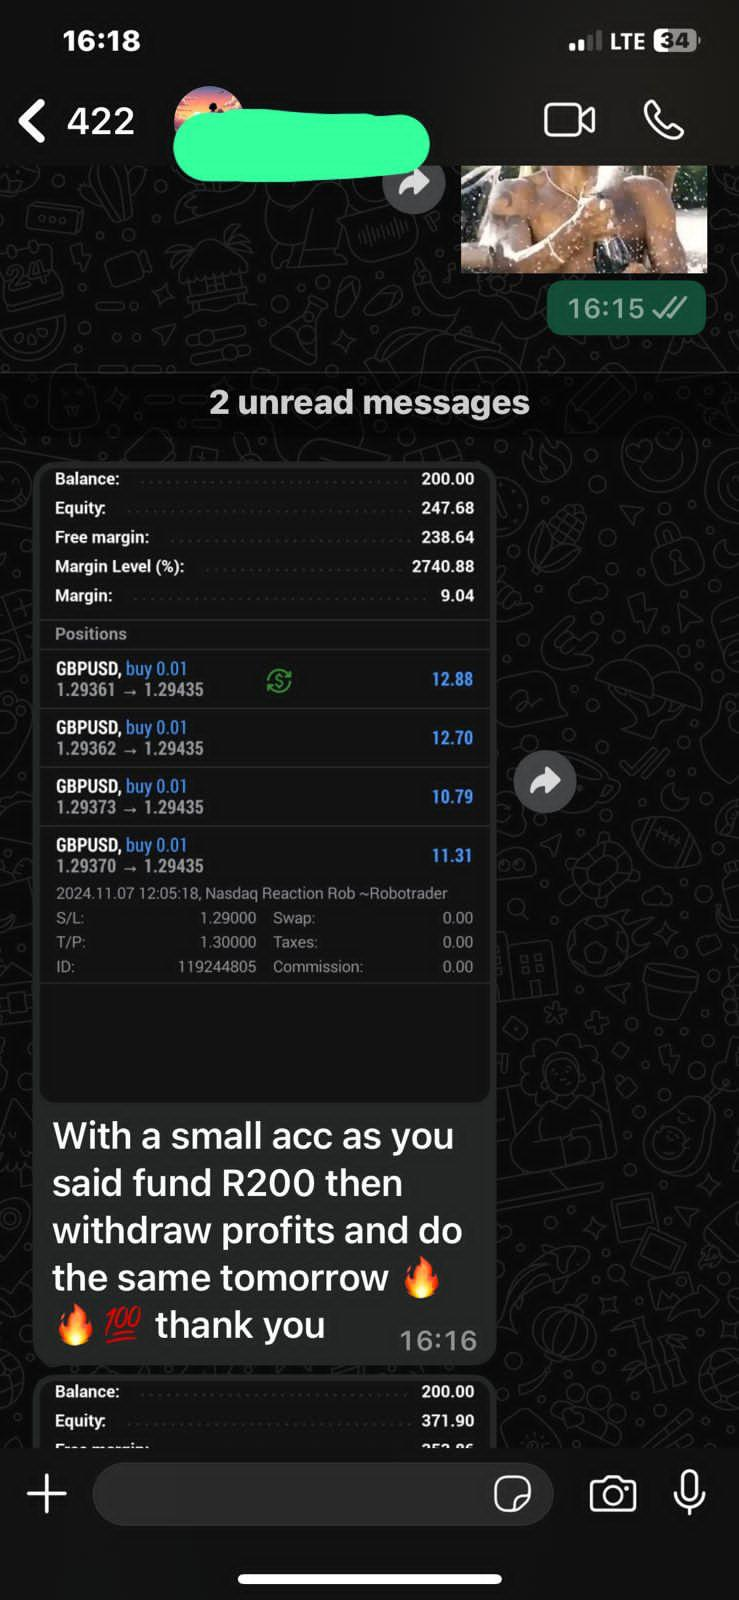 16:18
LTE 34
422
16:15
2 unread messages
Balance: 200.00
Equity: 247.68
Free margin: 238.64
Margin Level (%): 2740.88
Margin: 9.04
Positions
GBPUSD, buy 0.01
1.29361 → 1.29435 12.88
GBPUSD, buy 0.01
1.29362 → 1.29435 12.70
GBPUSD, buy 0.01
1.29373 → 1.29435 10.79
GBPUSD, buy 0.01
1.29370 → 1.29435 11.31
2024.11.07 12:05:18, Nasdaq Reaction Rob ~Robotrader
S/L: 1.29000 Swap: 0.00
T/P: 1.30000 Taxes: 0.00
ID: 119244805 Commission: 0.00
With a small acc as you
said fund R200 then
withdraw profits and do
the same tomorrow 🔥
🔥 💯 thank you 16:16
Balance: 200.00
Equity: 371.90